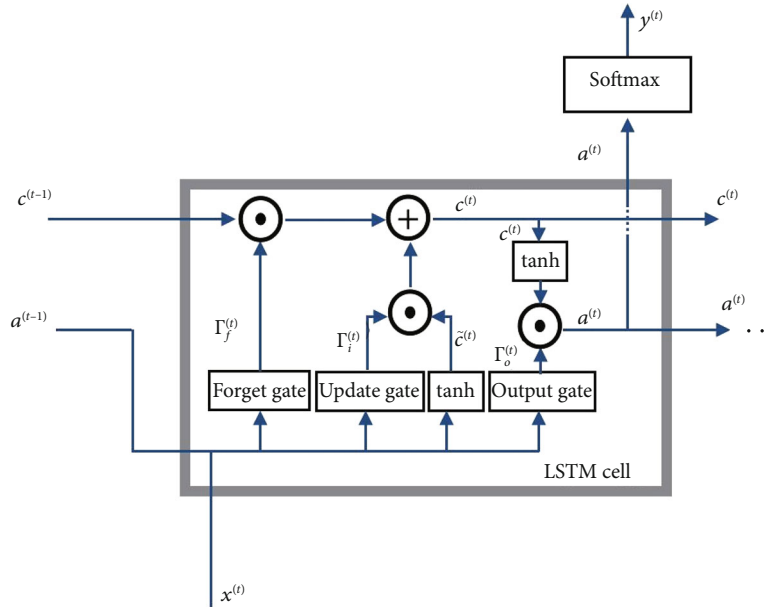 y^(t)
Softmax
a^(t)
c^(t–1)
+
c^(t)
c^(t)
c^(t)
tanh
a^(t–1)
Γ_f^(t)
Γ_i^(t)
c̃^(t)
Γ_o^(t)
a^(t)
a^(t)
..
Forget gate
Update gate
tanh
Output gate
LSTM cell
x^(t)